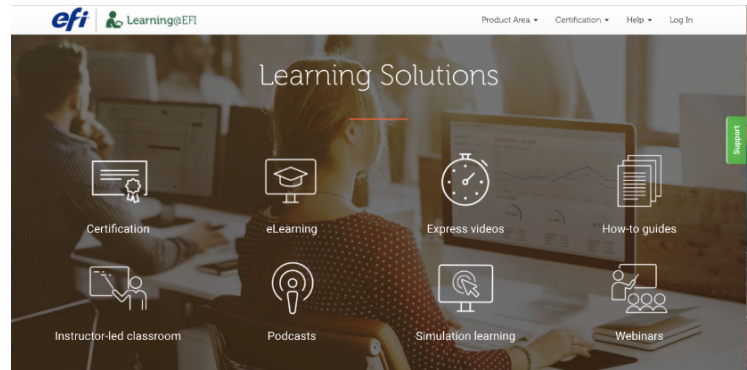 efi Learning@EFI
Product Area Certification Help Log In
Learning Solutions
Support
Certification eLearning Express videos How-to guides
Instructor-led classroom Podcasts Simulation learning Webinars